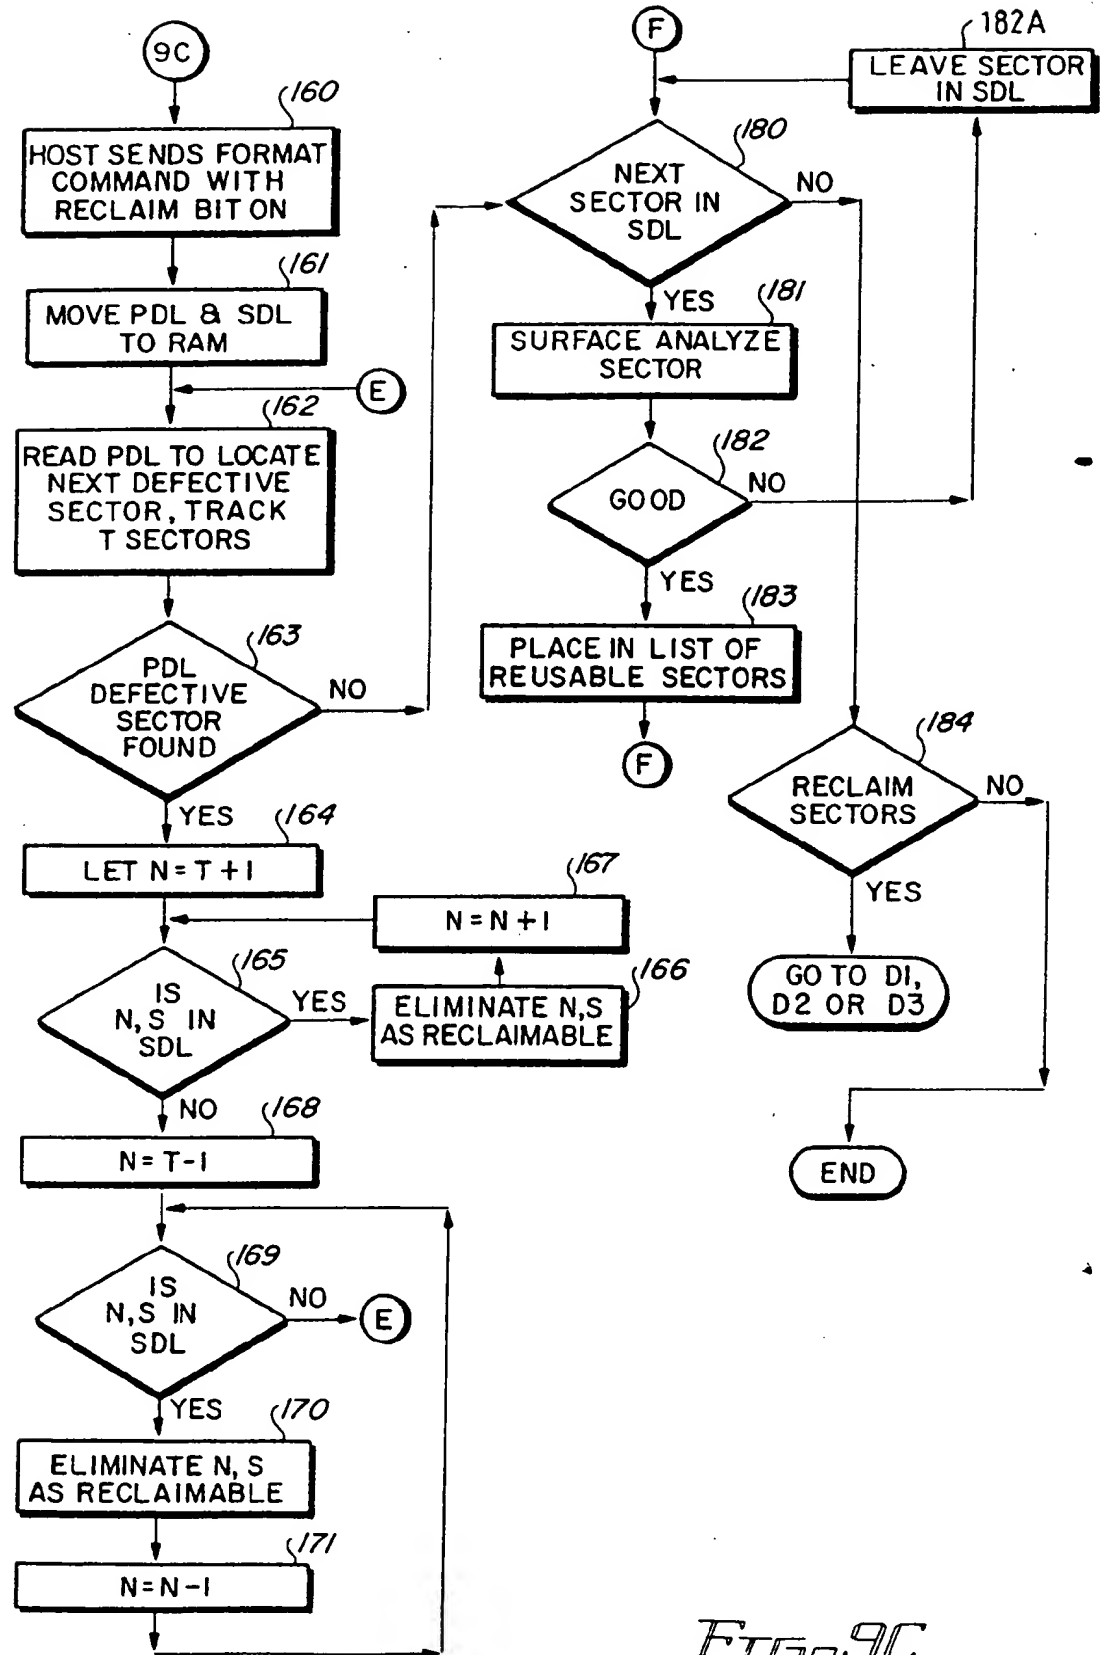 9C
160
HOST SENDS FORMAT
COMMAND WITH
RECLAIM BIT ON
161
MOVE PDL & SDL
TO RAM
E
162
READ PDL TO LOCATE
NEXT DEFECTIVE
SECTOR, TRACK
T SECTORS
163
PDL
DEFECTIVE
SECTOR
FOUND
NO
YES
164
LET N = T + 1
167
N = N + 1
165
IS
N, S IN
SDL
YES
166
ELIMINATE N,S
AS RECLAIMABLE
NO
168
N = T - 1
169
IS
N, S IN
SDL
NO
E
YES
170
ELIMINATE N, S
AS RECLAIMABLE
171
N = N - 1
F
182A
LEAVE SECTOR
IN SDL
180
NEXT
SECTOR IN
SDL
NO
YES
181
SURFACE ANALYZE
SECTOR
182
GOOD
NO
YES
183
PLACE IN LIST OF
REUSABLE SECTORS
F
184
RECLAIM
SECTORS
NO
YES
GO TO D1,
D2 OR D3
END
FIG. 9C